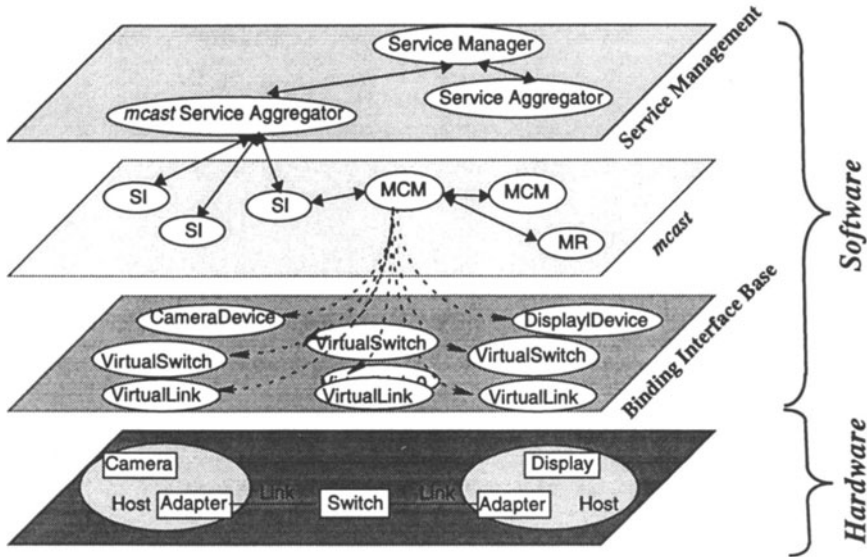 Service Manager
Service Aggregator
mcast Service Aggregator
Service Management
SI
SI
SI
MCM
MCM
MR
mcast
Software
CameraDevice
DisplyIDevice
VirtualSwitch
VirtualSwitch
VirtualSwitch
VirtualLink
VirtualLink
VirtualLink
Binding Interface Base
Camera
Host
Adapter
Link
Switch
Link
Adapter
Display
Host
Hardware